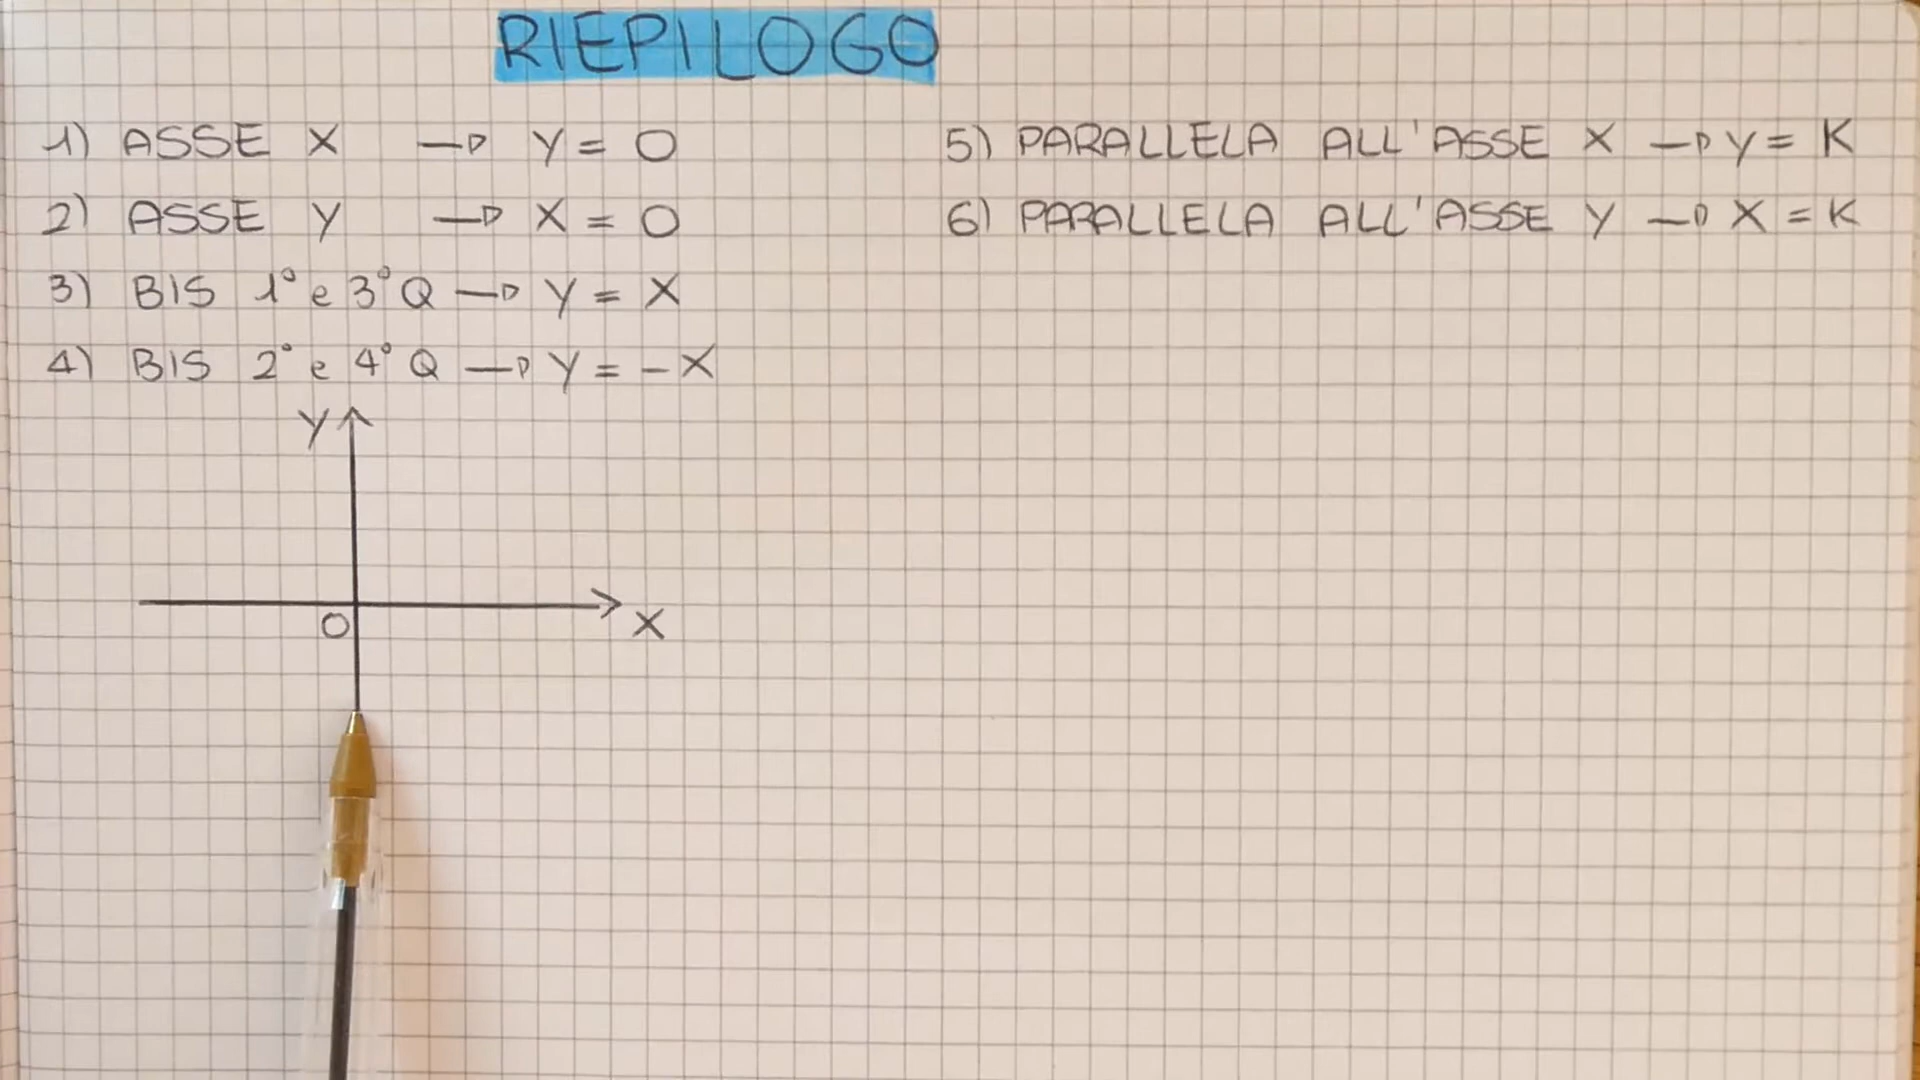 RIEPILOGO
1) ASSE X → Y = 0
2) ASSE Y → X = 0
3) BIS 1° e 3° Q → Y = X
4) BIS 2° e 4° Q → Y = - X
5) PARALLELA ALL'ASSE X → Y = K
6) PARALLELA ALL'ASSE Y → X = K
Y
O
X